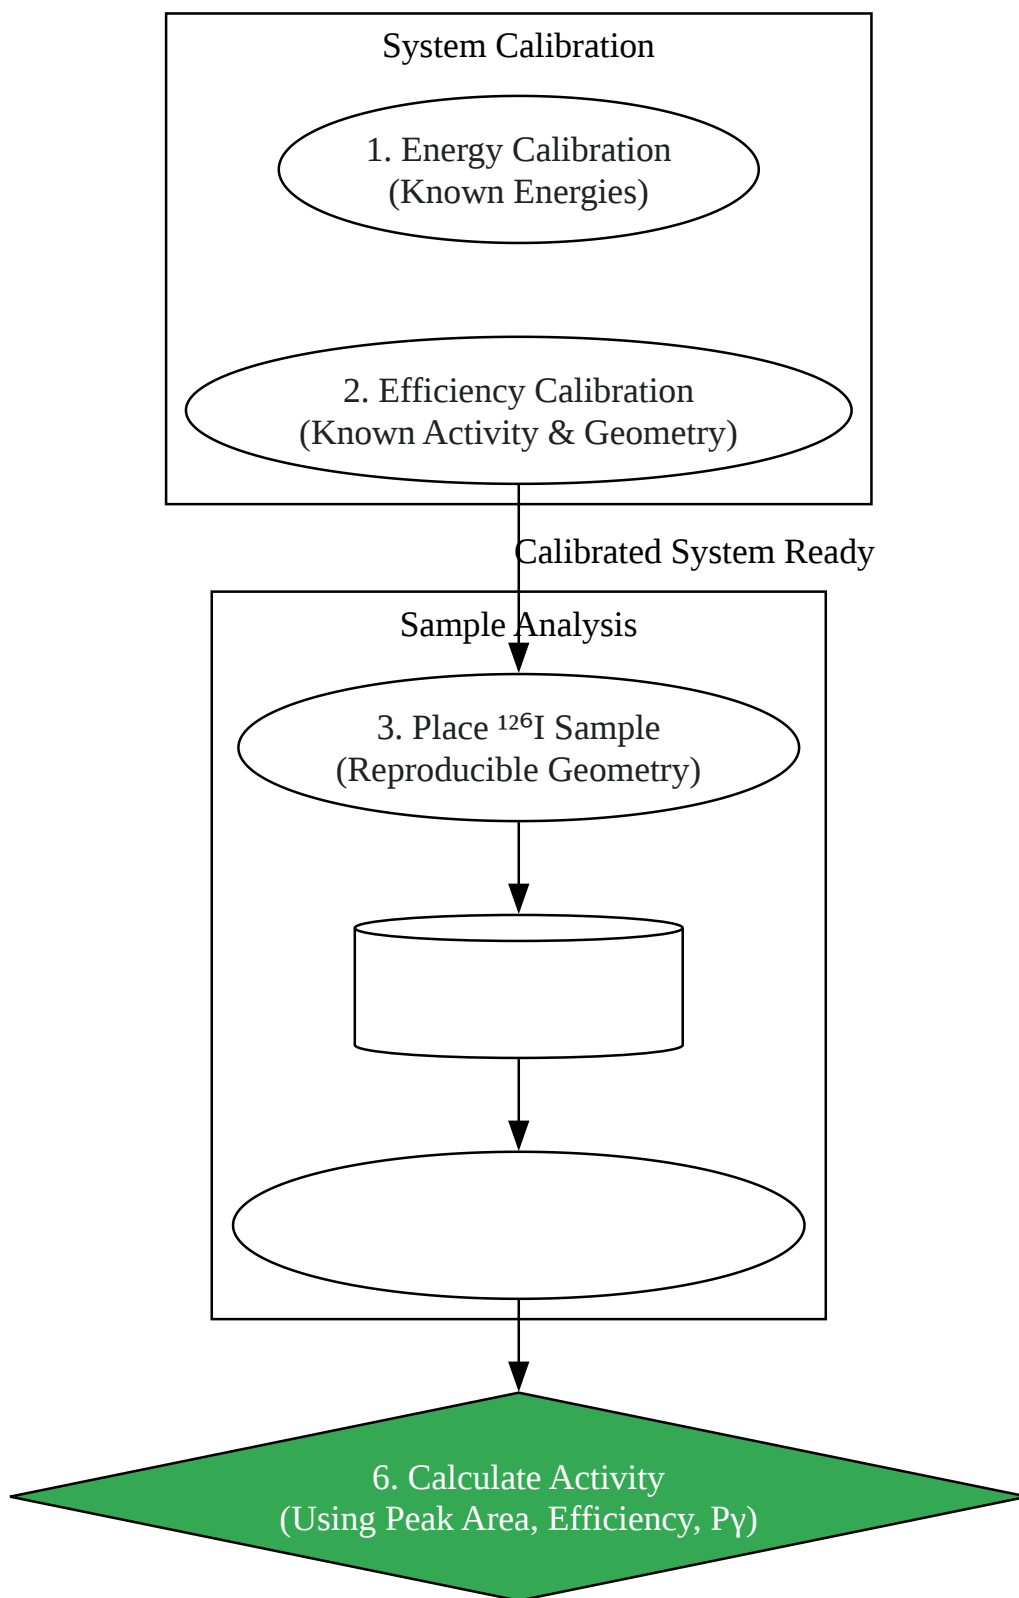 System Calibration
1. Energy Calibration
(Known Energies)
2. Efficiency Calibration
(Known Activity & Geometry)
Calibrated System Ready
Sample Analysis
3. Place ¹²⁶I Sample
(Reproducible Geometry)
6. Calculate Activity
(Using Peak Area, Efficiency, Pγ)